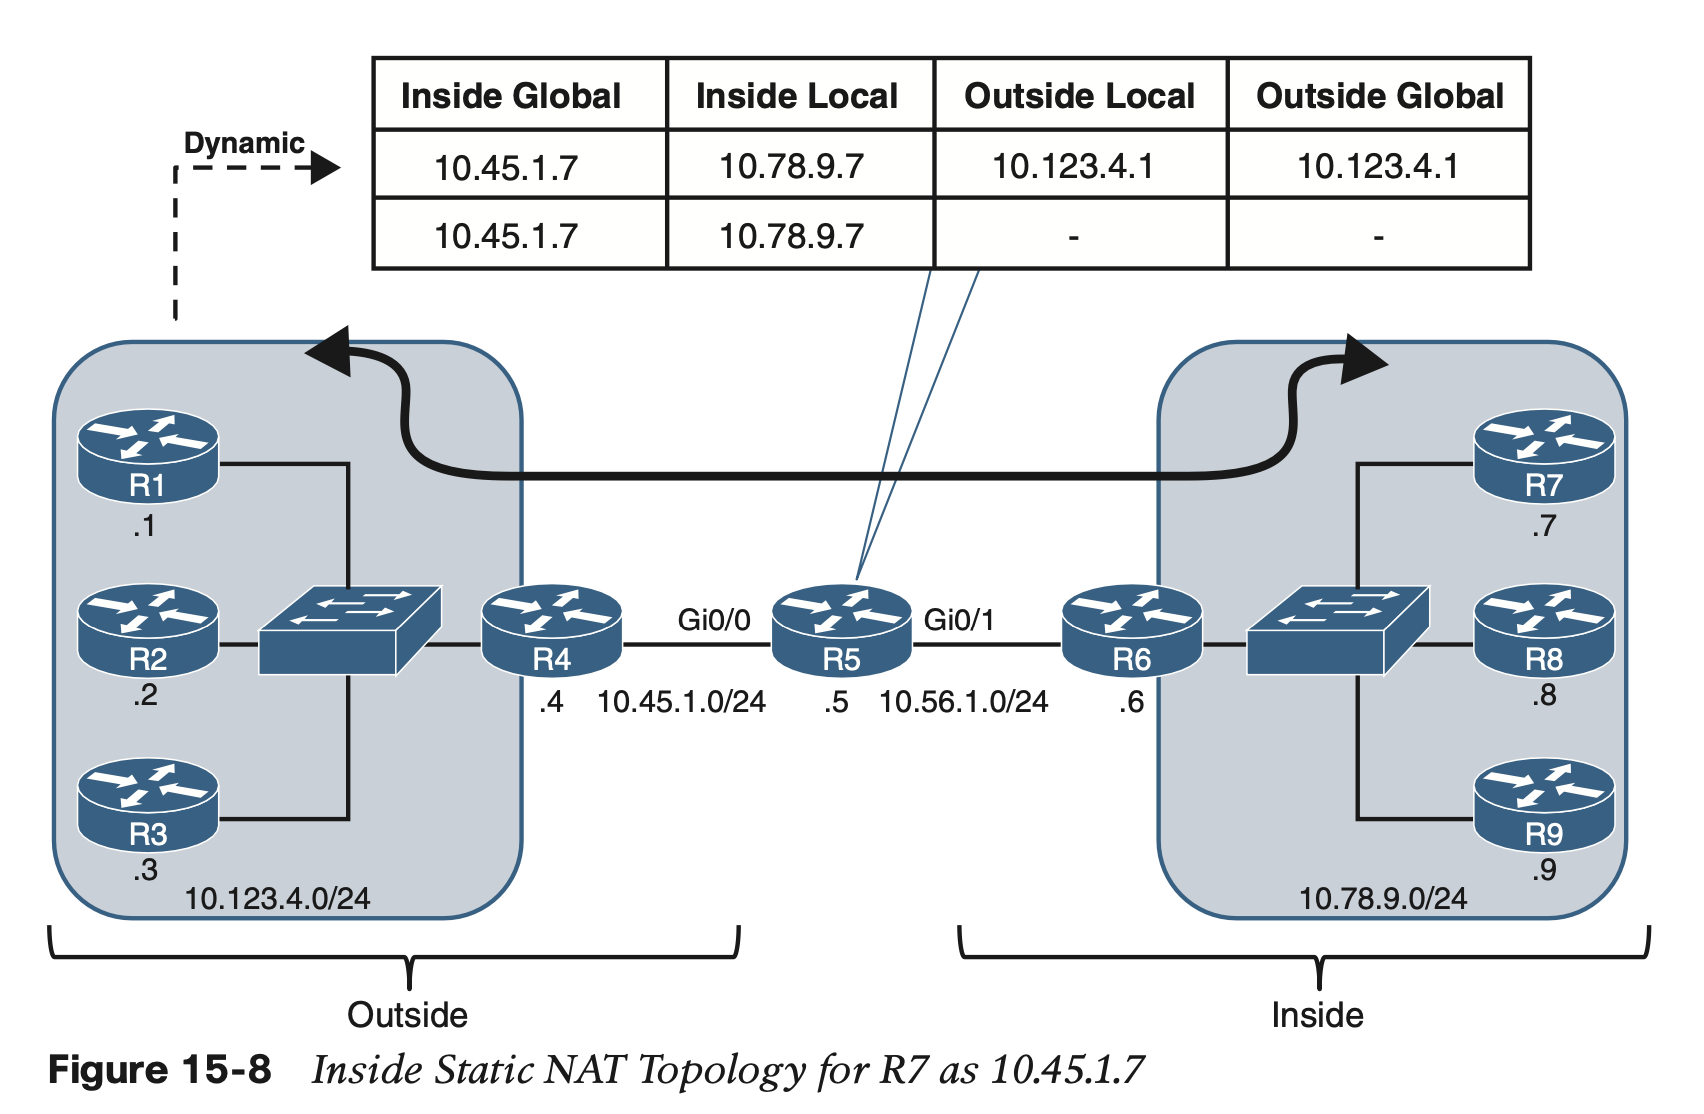 Inside Global Inside Local Outside Local Outside Global
Dynamic
10.45.1.7 10.78.9.7 10.123.4.1 10.123.4.1
10.45.1.7 10.78.9.7 - -
R1
.1
R7
.7
Gi0/0 Gi0/1
R2 R4 R5 R6 R8
.2 .4 10.45.1.0/24 .5 10.56.1.0/24 .6 .8
R3
.3
R9
.9
10.123.4.0/24 10.78.9.0/24
Outside Inside
Figure 15-8 Inside Static NAT Topology for R7 as 10.45.1.7